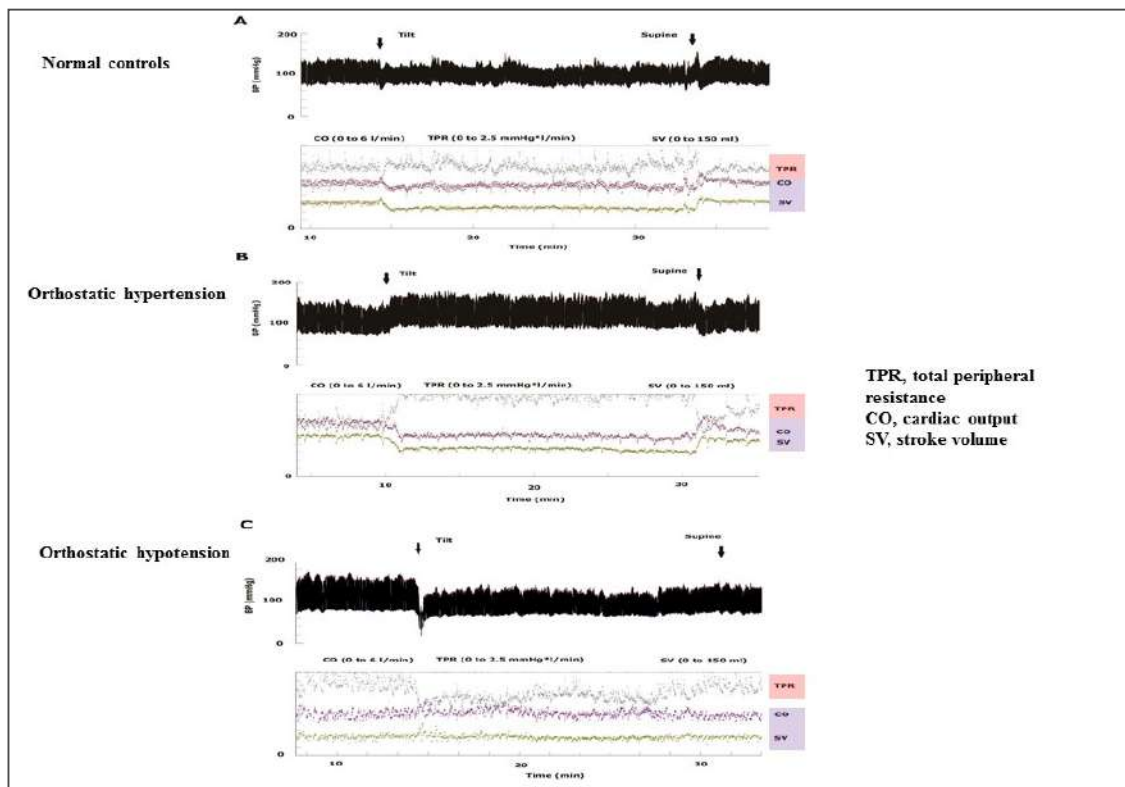 A
200
Tilt
Supine
Normal controls
100
BP (mmHg)
0
CO (0 to 6 l/min) TPR (0 to 2.5 mmHg*l/min) SV (0 to 150 ml)
TPR
CO
SV
0
10 20 30
Time (min)
B
Tilt
Supine
Orthostatic hypertension
100
BP (mmHg)
CO (0 to 6 l/min) TPR (0 to 2.5 mmHg*l/min) SV (0 to 150 ml)
TPR
CO
SV
0
10 20 30
Time (min)
TPR, total peripheral
resistance
CO, cardiac output
SV, stroke volume
C
Tilt
Supine
Orthostatic hypotension
200
100
BP (mmHg)
0
CO (0 to 6 l/min) TPR (0 to 2.5 mmHg*l/min) SV (0 to 150 ml)
TPR
CO
SV
0
10 20 30
Time (min)